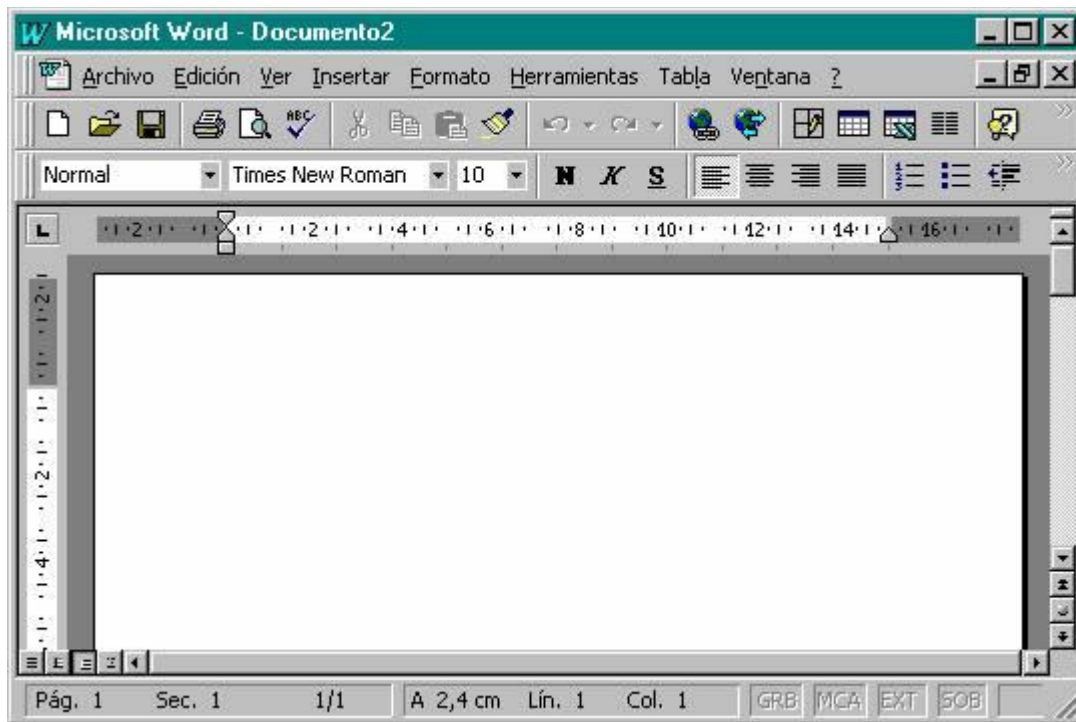 Microsoft Word - Documento2
Archivo Edición Ver Insertar Formato Herramientas Tabla Ventana ?
ABC
Normal Times New Roman 10 N K S
L 2 2 4 6 8 10 12 14 16
2
2
4
Pág. 1 Sec. 1 1/1 A 2,4 cm Lín. 1 Col. 1 GRB MCA EXT SOB